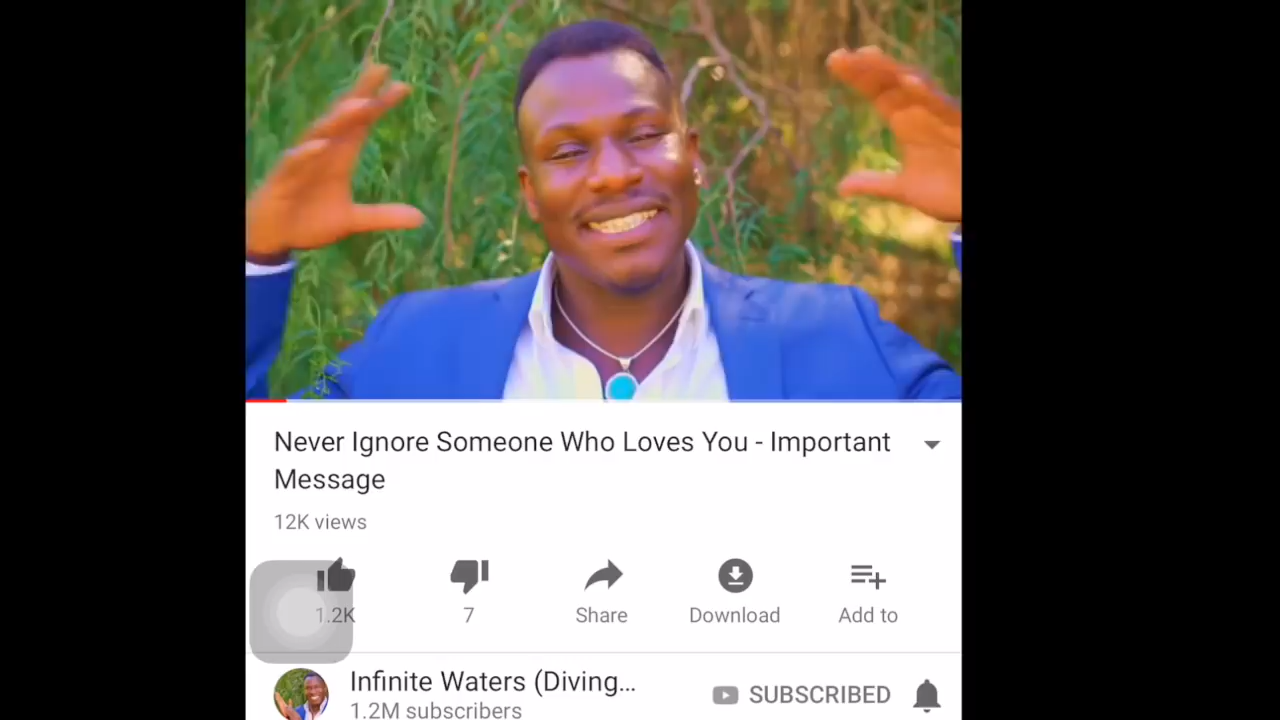 Never Ignore Someone Who Loves You - Important
Message
12K views
1.2K
7
Share
Download
Add to
Infinite Waters (Diving...
SUBSCRIBED
1.2M subscribers